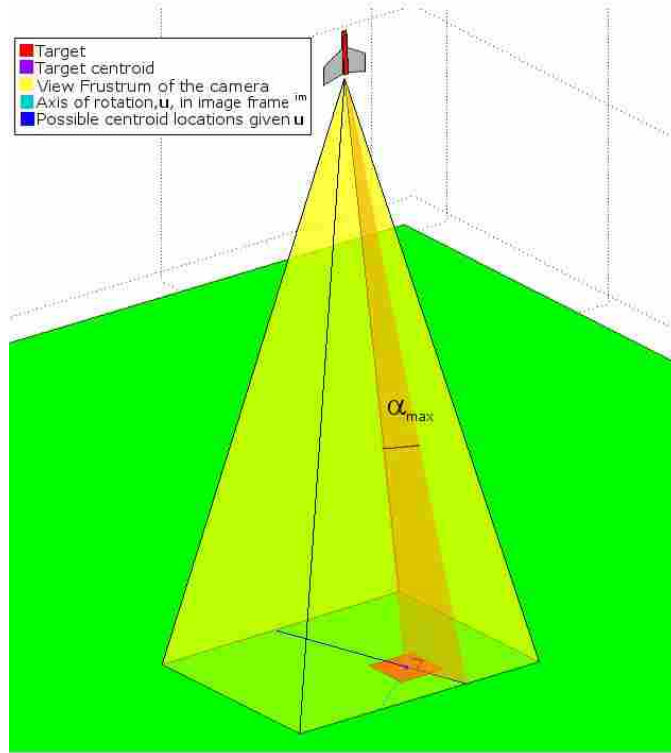 Target
Target centroid
View Frustrum of the camera
Axis of rotation,u, in image frame im
Possible centroid locations given u
αmax